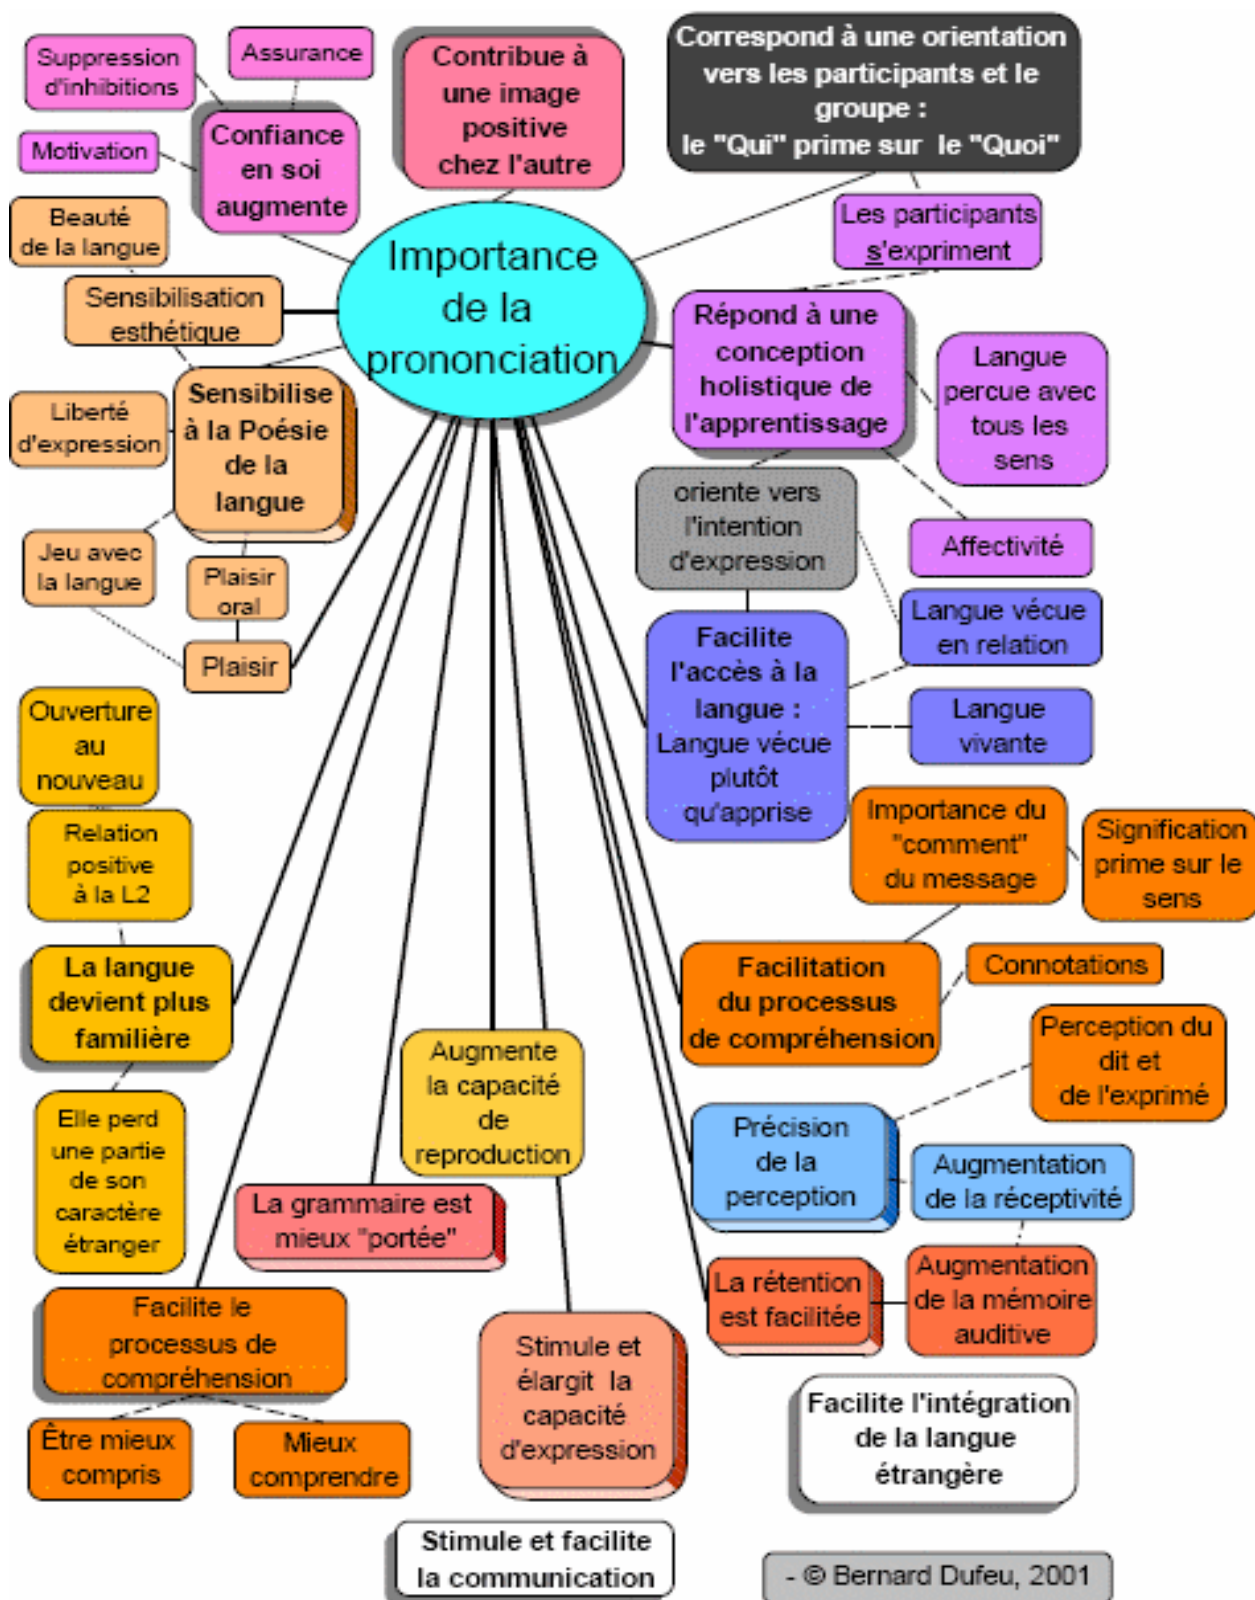 Suppression
d'inhibitions
Assurance
Motivation
Confiance
en soi
augmente
Contribue à
une image
positive
chez l'autre
Correspond à une orientation
vers les participants et le
groupe :
le "Qui" prime sur le "Quoi"
Les participants
s'expriment
Importance
de la
prononciation
Beauté
de la langue
Sensibilisation
esthétique
Sensibilise
à la Poésie
de la
langue
Liberté
d'expression
Jeu avec
la langue
Plaisir
oral
Plaisir
Répond à une
conception
holistique de
l'apprentissage
Langue
percue avec
tous les
sens
Affectivité
oriente vers
l'intention
d'expression
Facilite
l'accès à la
langue :
Langue vécue
plutôt
qu'apprise
Langue vécue
en relation
Langue
vivante
Ouverture
au
nouveau
Relation
positive
à la L2
La langue
devient plus
familière
Elle perd
une partie
de son
caractère
étranger
Importance du
"comment"
du message
Signification
prime sur le
sens
Facilitation
du processus
de compréhension
Connotations
Perception du
dit et
de l'exprimé
Augmente
la capacité
de
reproduction
Précision
de la
perception
Augmentation
de la réceptivité
La grammaire est
mieux "portée"
La rétention
est facilitée
Augmentation
de la mémoire
auditive
Facilite le
processus de
compréhension
Être mieux
compris
Mieux
comprendre
Stimule et
élargit la
capacité
d'expression
Facilite l'intégration
de la langue
étrangère
Stimule et facilite
la communication
- © Bernard Dufeu, 2001